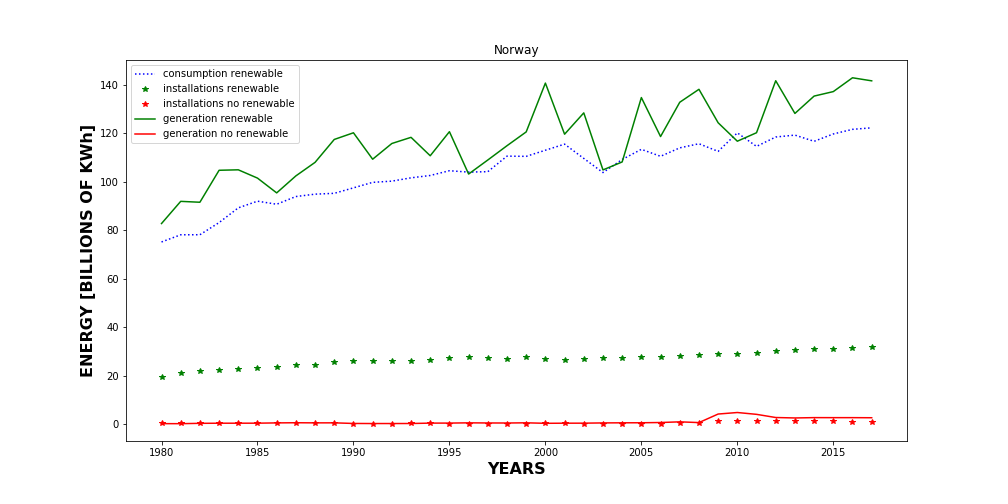 Norway
consumption renewable
installations renewable
installations no renewable
generation renewable
generation no renewable
140
120
100
80
60
40
20
0
ENERGY [BILLIONS OF KWh]
1980 1985 1990 1995 2000 2005 2010 2015
YEARS